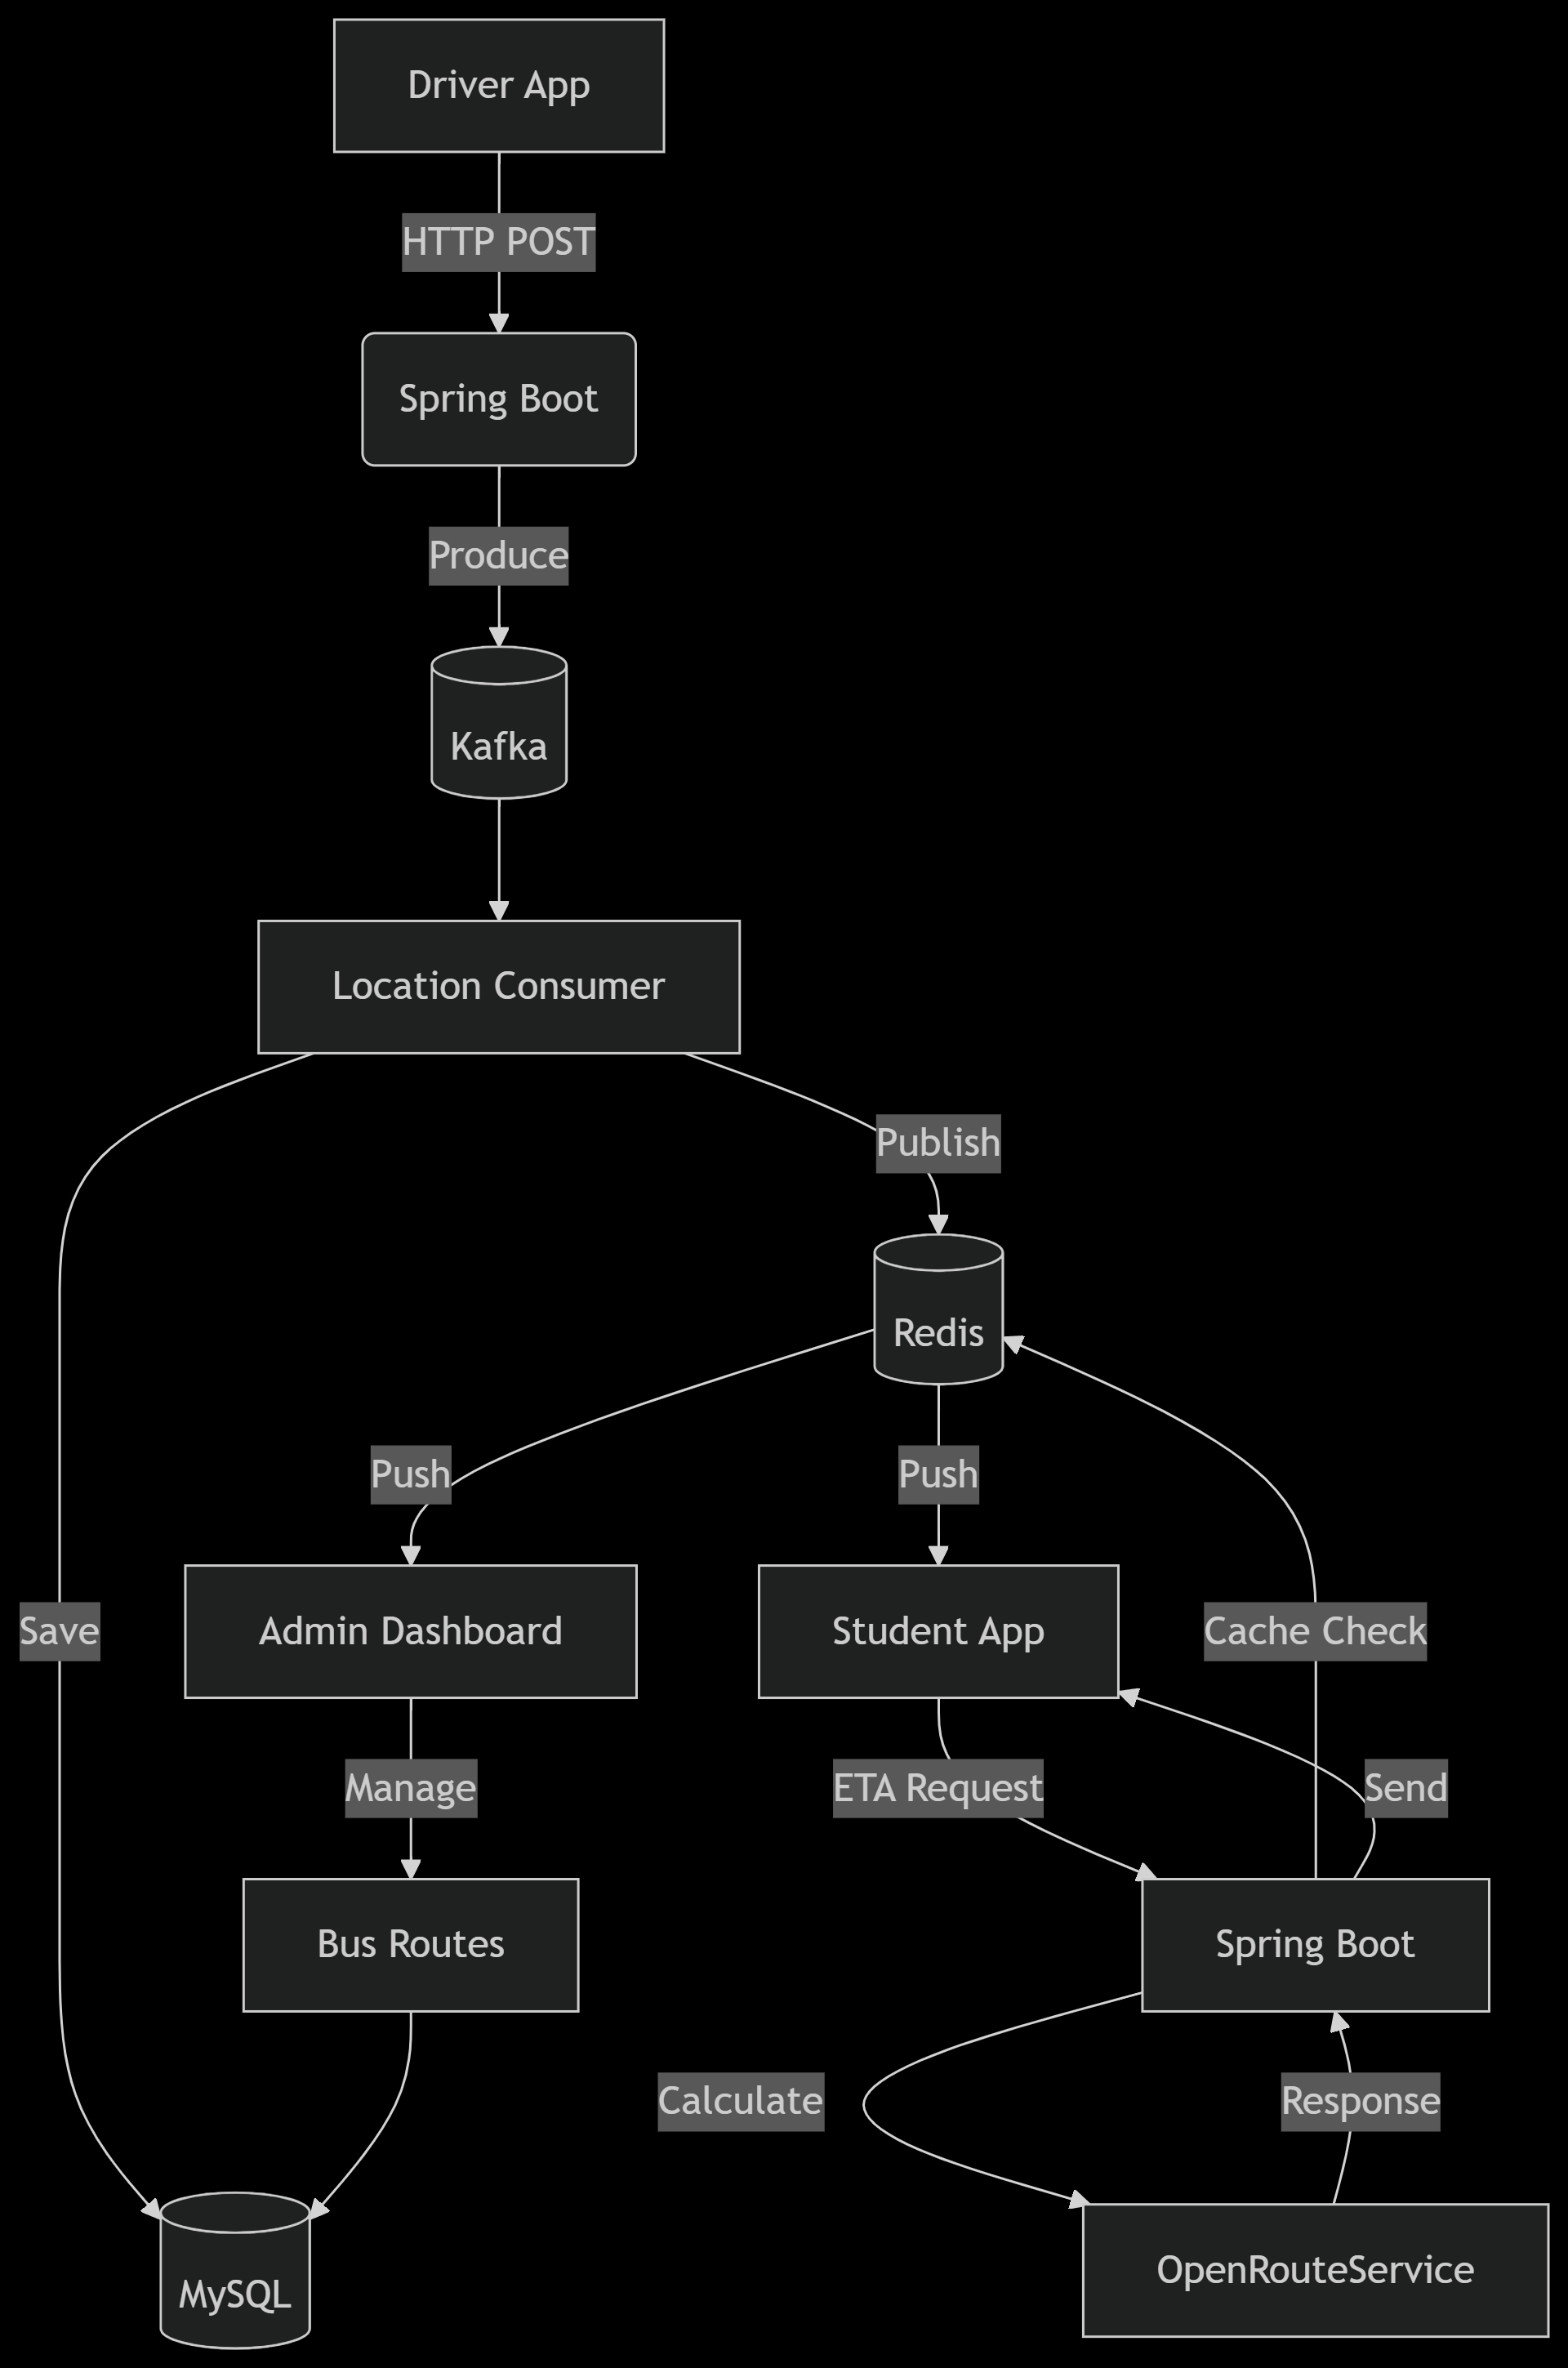 Driver App
HTTP POST
Spring Boot
Produce
Kafka
Location Consumer
Publish
Redis
Push
Push
Save
Admin Dashboard
Student App
Cache Check
Manage
ETA Request
Send
Bus Routes
Spring Boot
Calculate
Response
MySQL
OpenRouteService